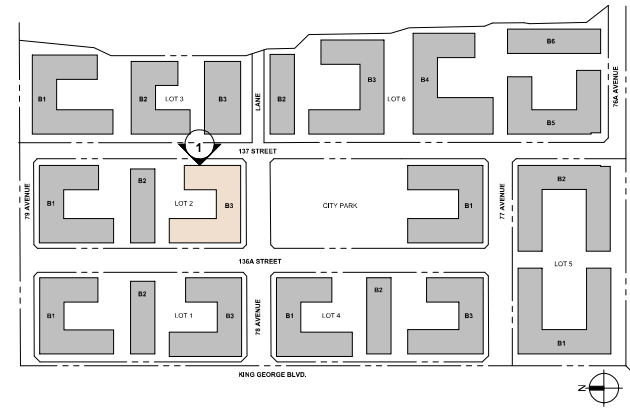 B6
76A AVENUE
B3
B4
B1
B2
LOT 3
B3
LANE
B2
LOT 6
B5
1
137 STREET
79 AVENUE
B2
B1
LOT 2
B3
CITY PARK
B1
77 AVENUE
B2
136A STREET
LOT 5
B2
B2
B1
LOT 1
B3
78 AVENUE
B1
LOT 4
B3
B1
KING GEORGE BLVD.
N